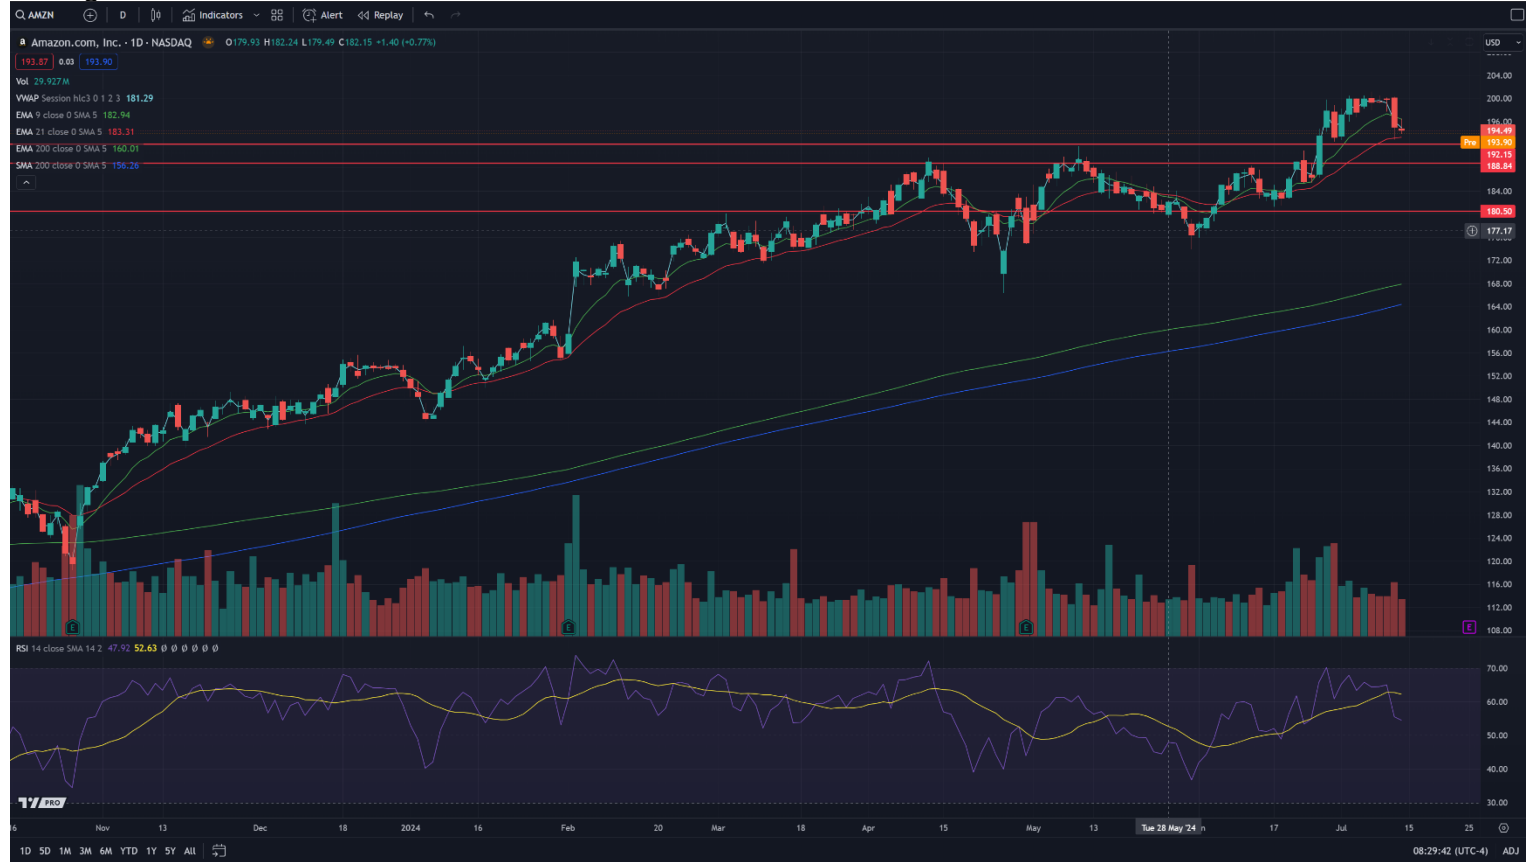 AMZN D Indicators Alert Replay
Amazon.com, Inc. · 1D · NASDAQ O179.93 H182.24 L179.49 C182.15 +1.40 (+0.77%)
USD
193.87 0.03 193.90
Vol 29.927M
VWAP Session hlc3 0 1 2 3 181.29
EMA 9 close 0 SMA 5 182.94
EMA 21 close 0 SMA 5 183.31
EMA 200 close 0 SMA 5 160.01
SMA 200 close 0 SMA 5 156.26
204.00
200.00
196.00
194.49
Pre 193.90
192.15
188.84
184.00
180.50
177.17
172.00
168.00
164.00
160.00
156.00
152.00
148.00
144.00
140.00
136.00
132.00
128.00
124.00
120.00
116.00
112.00
108.00
E E E E
RSI 14 close SMA 14 2 47.92 52.63 Ø Ø Ø Ø Ø Ø
70.00
60.00
50.00
40.00
30.00
PRO
Nov 13 Dec 18 2024 16 Feb 20 Mar 18 Apr 15 May 13 Tue 28 May '24 17 Jul 15 25
1D 5D 1M 3M 6M YTD 1Y 5Y All
08:29:42 (UTC-4) ADJ